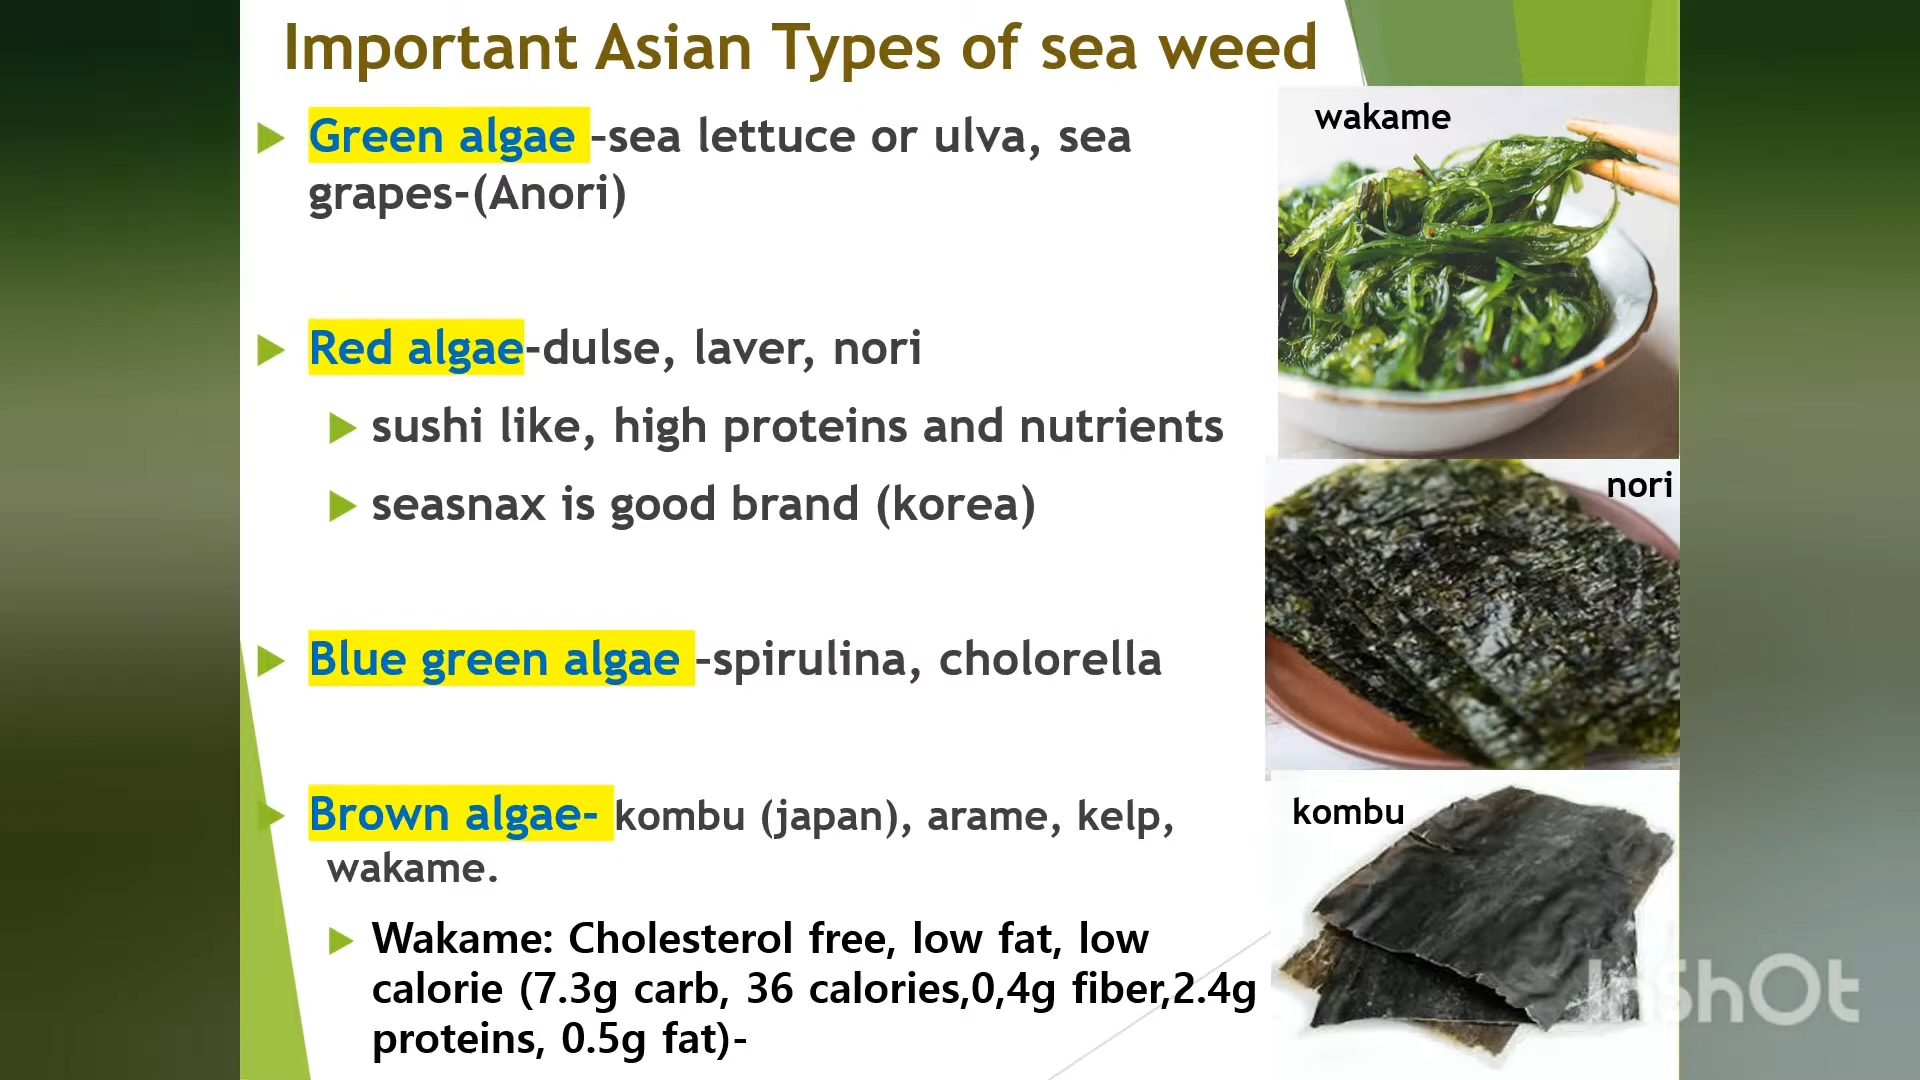 Important Asian Types of sea weed
Green algae -sea lettuce or ulva, sea
grapes-(Anori)
Red algae-dulse, laver, nori
sushi like, high proteins and nutrients
seasnax is good brand (korea)
Blue green algae -spirulina, cholorella
Brown algae- kombu (japan), arame, kelp,
wakame.
Wakame: Cholesterol free, low fat, low
calorie (7.3g carb, 36 calories,0,4g fiber,2.4g
proteins, 0.5g fat)-
wakame
nori
kombu
InShOt